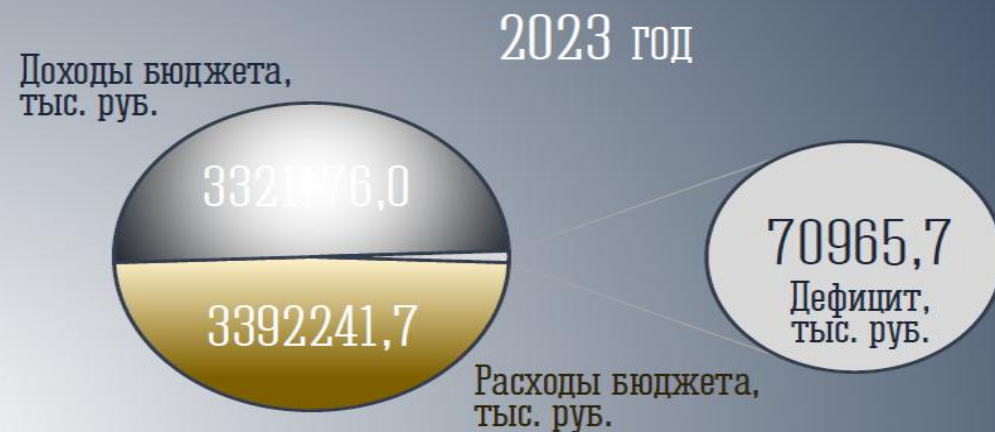 2023 год
Доходы бюджета,
тыс. руб.
3392241,7
70965,7
Дефицит,
тыс. руб.
Расходы бюджета,
тыс. руб.